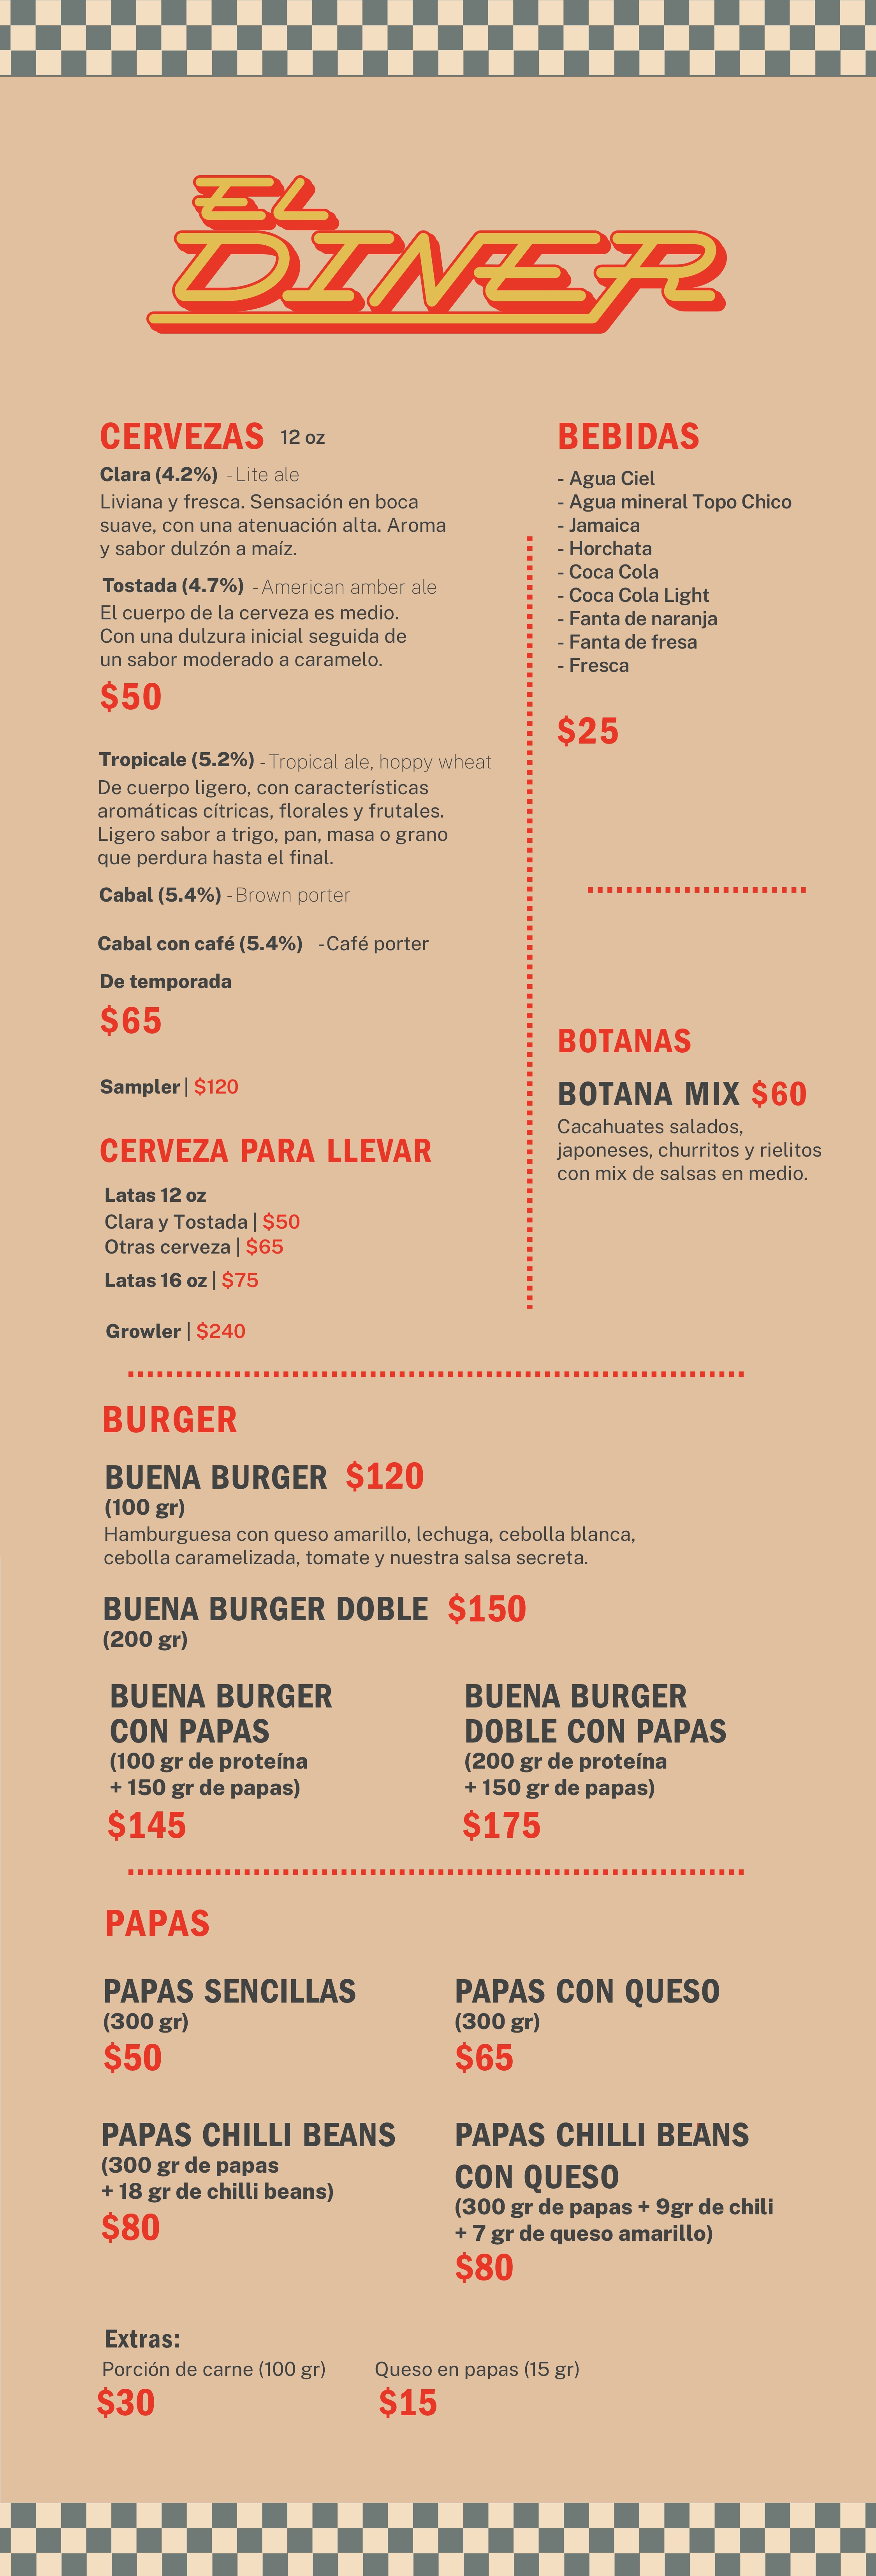 EL
DINER
CERVEZAS 12 oz
Clara (4.2%) - Lite ale
Liviana y fresca. Sensación en boca
suave, con una atenuación alta. Aroma
y sabor dulzón a maíz.
Tostada (4.7%) - American amber ale
El cuerpo de la cerveza es medio.
Con una dulzura inicial seguida de
un sabor moderado a caramelo.
$50
Tropicale (5.2%) - Tropical ale, hoppy wheat
De cuerpo ligero, con características
aromáticas cítricas, florales y frutales.
Ligero sabor a trigo, pan, masa o grano
que perdura hasta el final.
Cabal (5.4%) - Brown porter
Cabal con café (5.4%) - Café porter
De temporada
$65
Sampler | $120
CERVEZA PARA LLEVAR
Latas 12 oz
Clara y Tostada | $50
Otras cerveza | $65
Latas 16 oz | $75
Growler | $240
BEBIDAS
- Agua Ciel
- Agua mineral Topo Chico
- Jamaica
- Horchata
- Coca Cola
- Coca Cola Light
- Fanta de naranja
- Fanta de fresa
- Fresca
$25
BOTANAS
BOTANA MIX $60
Cacahuates salados,
japoneses, churritos y rielitos
con mix de salsas en medio.
BURGER
BUENA BURGER $120
(100 gr)
Hamburguesa con queso amarillo, lechuga, cebolla blanca,
cebolla caramelizada, tomate y nuestra salsa secreta.
BUENA BURGER DOBLE $150
(200 gr)
BUENA BURGER
CON PAPAS
(100 gr de proteína
+ 150 gr de papas)
$145
BUENA BURGER
DOBLE CON PAPAS
(200 gr de proteína
+ 150 gr de papas)
$175
PAPAS
PAPAS SENCILLAS
(300 gr)
$50
PAPAS CON QUESO
(300 gr)
$65
PAPAS CHILLI BEANS
(300 gr de papas
+ 18 gr de chilli beans)
$80
PAPAS CHILLI BEANS
CON QUESO
(300 gr de papas + 9gr de chili
+ 7 gr de queso amarillo)
$80
Extras:
Porción de carne (100 gr)
$30
Queso en papas (15 gr)
$15